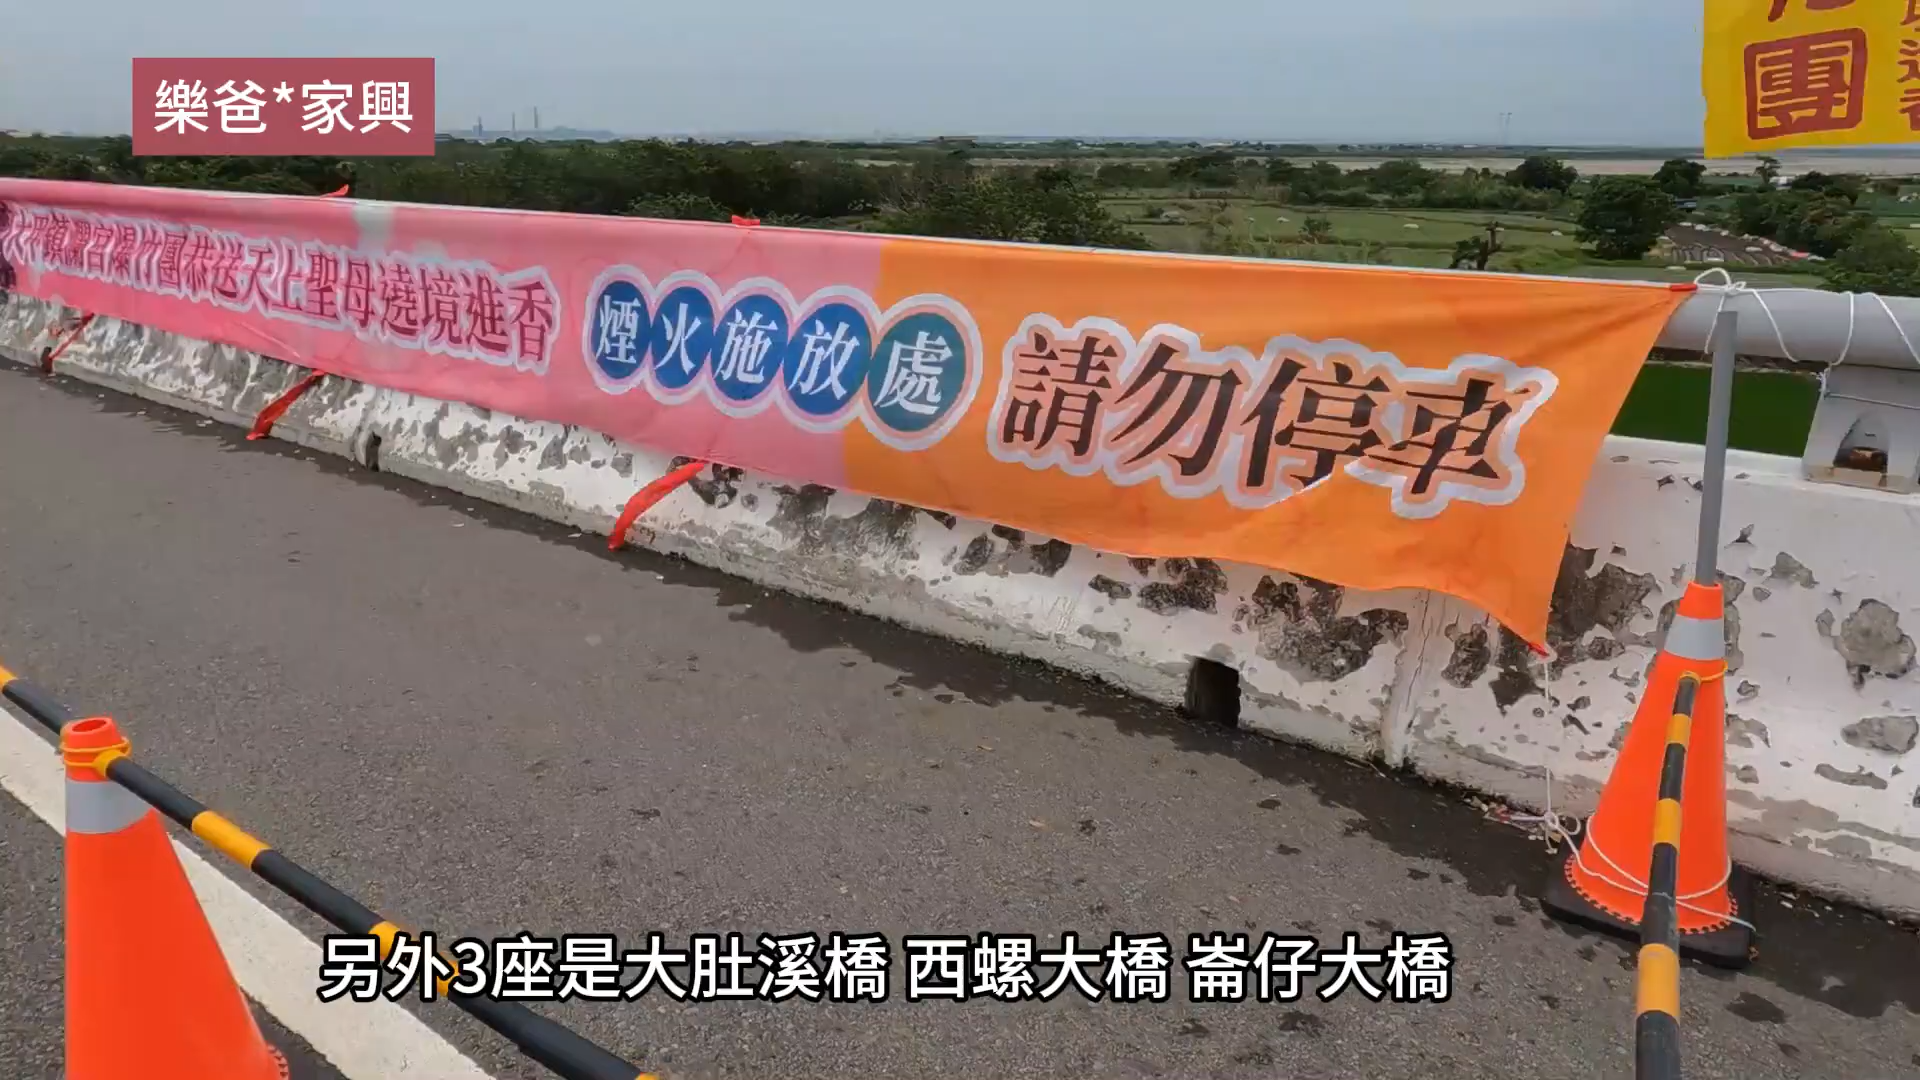 樂爸*家興
團
大甲鎮瀾宮爆竹團恭送天上聖母遶境進香 煙火施放處 請勿停車
另外3座是大肚溪橋 西螺大橋 崙仔大橋